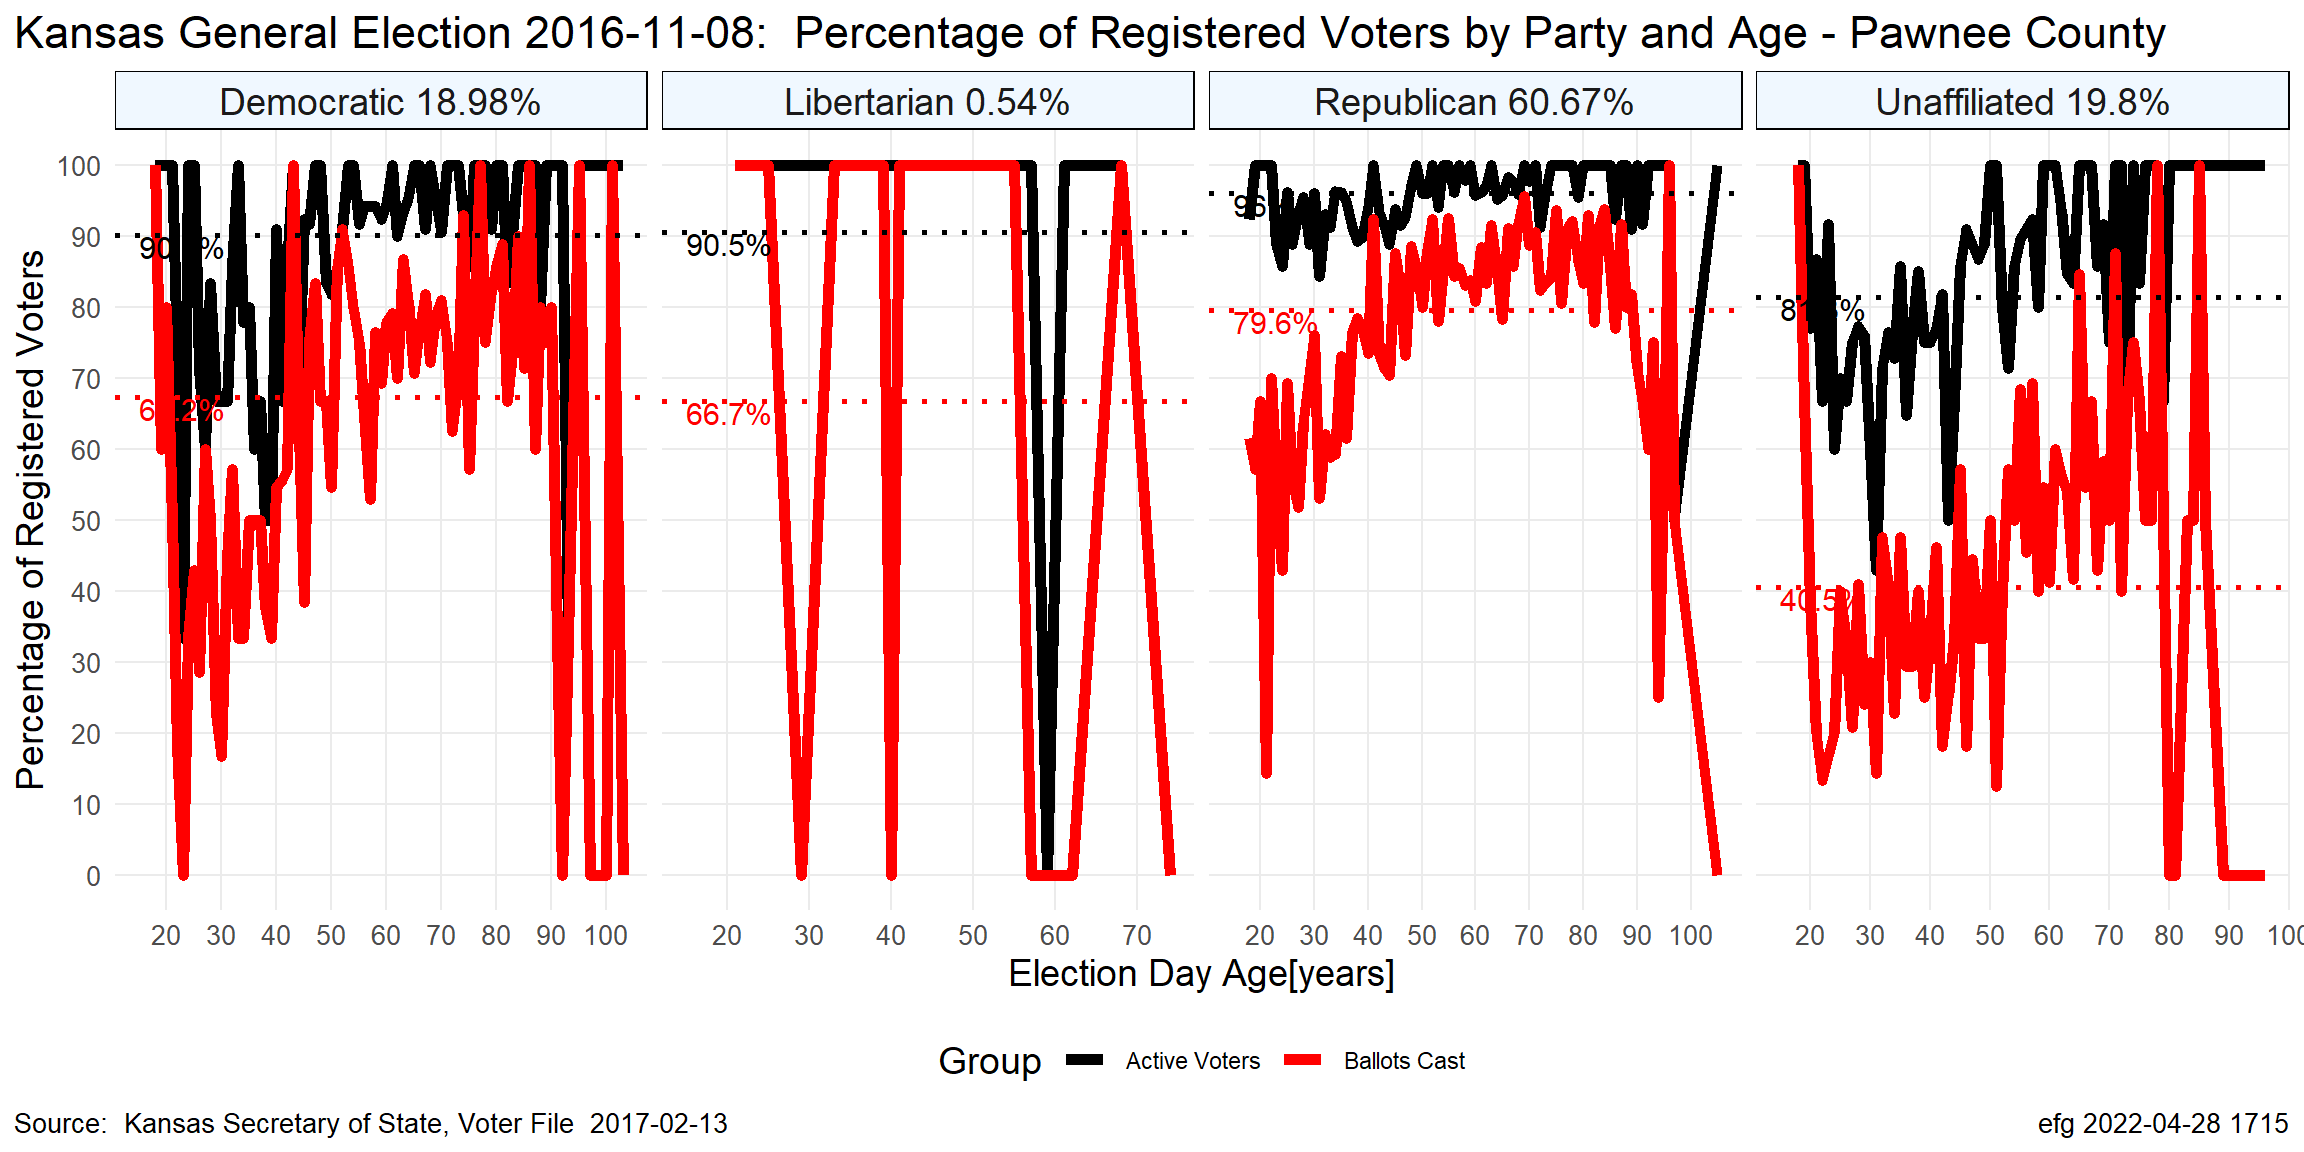 Kansas General Election 2016-11-08:  Percentage of Registered Voters by Party and Age - Pawnee County
Democratic 18.98%
Libertarian 0.54%
Republican 60.67%
Unaffiliated 19.8%
Percentage of Registered Voters
100
90
80
70
60
50
40
30
20
10
0
90.5%
66.7%
79.6%
40.5%
20 30 40 50 60 70 80 90 100
20 30 40 50 60 70
20 30 40 50 60 70 80 90 100
20 30 40 50 60 70 80 90 100
Election Day Age[years]
Group Active Voters Ballots Cast
Source:  Kansas Secretary of State, Voter File  2017-02-13
efg 2022-04-28 1715